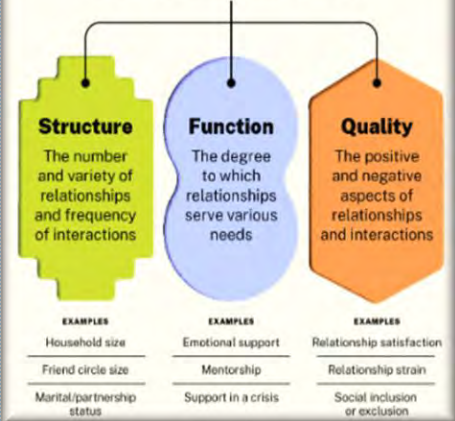 Structure
The number
and variety of
relationships
and frequency
of interactions
EXAMPLES
Household size
Friend circle size
Marital/partnership
status
Function
The degree
to which
relationships
serve various
needs
EXAMPLES
Emotional support
Mentorship
Support in a crisis
Quality
The positive
and negative
aspects of
relationships
and interactions
EXAMPLES
Relationship satisfaction
Relationship strain
Social inclusion
or exclusion